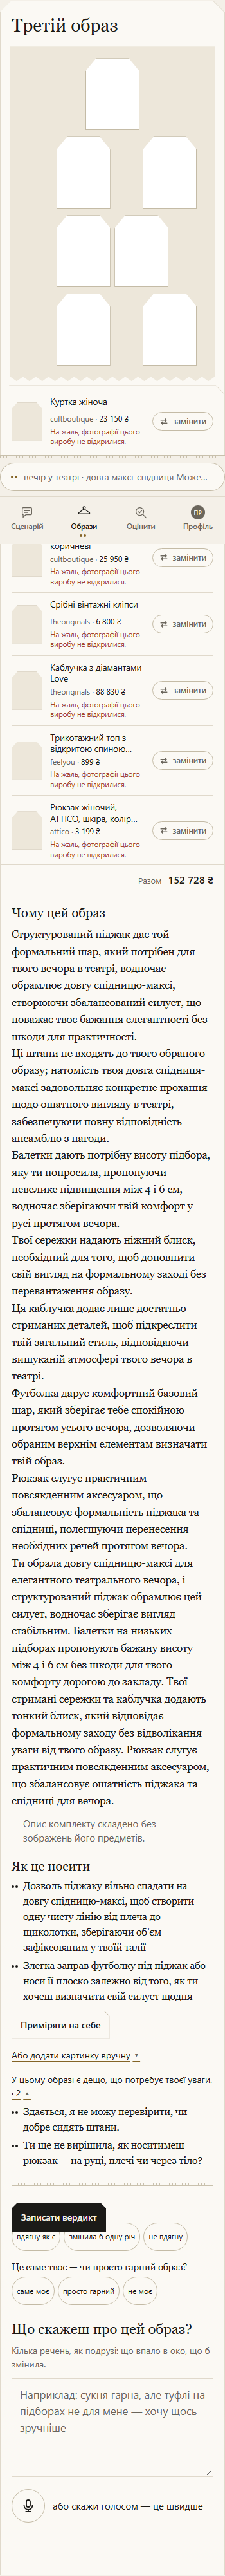 Третій образ
Куртка жіноча
cultboutique · 23 150 ₴
На жаль, фотографії цього
виробу не відкрилися.
замінити
вечір у театрі · довга максі-спідниця Може...
Сценарій
Образи
Оцінити
ПР
Профіль
коричневі
cultboutique · 25 950 ₴
На жаль, фотографії цього
виробу не відкрилися.
замінити
Срібні вінтажні кліпси
theoriginals · 6 800 ₴
На жаль, фотографії цього
виробу не відкрилися.
замінити
Каблучка з діамантами
Love
theoriginals · 88 830 ₴
На жаль, фотографії цього
виробу не відкрилися.
замінити
Трикотажний топ з
відкритою спиною...
feelyou · 899 ₴
На жаль, фотографії цього
виробу не відкрилися.
замінити
Рюкзак жіночий,
ATTICO, шкіра, колір...
attico · 3 199 ₴
На жаль, фотографії цього
виробу не відкрилися.
замінити
Разом 152 728 ₴
Чому цей образ
Структурований піджак дає той
формальний шар, який потрібен для
твого вечора в театрі, водночас
обрамлює довгу спідницю-максі,
створюючи збалансований силует, що
поважає твоє бажання елегантності без
шкоди для практичності.
Ці штани не входять до твого обраного
образу; натомість твоя довга спідниця-
максі задовольняє конкретне прохання
щодо ошатного вигляду в театрі,
забезпечуючи повну відповідність
ансамблю з нагоди.
Балетки дають потрібну висоту підбора,
яку ти попросила, пропонуючи
невелике підвищення між 4 і 6 см,
водночас зберігаючи твій комфорт у
русі протягом вечора.
Твої сережки надають ніжний блиск,
необхідний для того, щоб доповнити
свій вигляд на формальному заході без
перевантаження образу.
Ця каблучка додає лише достатньо
стриманих деталей, щоб підкреслити
твій загальний стиль, відповідаючи
вишуканій атмосфері твого вечора в
театрі.
Футболка дарує комфортний базовий
шар, який зберігає тебе спокійною
протягом усього вечора, дозволяючи
обраним верхнім елементам визначати
твій образ.
Рюкзак слугує практичним
повсякденним аксесуаром, що
збалансовує формальність піджака та
спідниці, полегшуючи перенесення
необхідних речей протягом вечора.
Ти обрала довгу спідницю-максі для
елегантного театрального вечора, і
структурований піджак обрамлює цей
силует, водночас зберігає вигляд
стабільним. Балетки на низьких
підборах пропонують бажану висоту
між 4 і 6 см без шкоди для твого
комфорту дорогою до закладу. Твої
стримані сережки та каблучка додають
тонкий блиск, який відповідає
формальному заходу без відволікання
уваги від твого образу. Рюкзак слугує
практичним повсякденним аксесуаром,
що збалансовує ошатність піджака та
спідниці для вечора.
Опис комплекту складено без
зображень його предметів.
Як це носити
Дозволь піджаку вільно спадати на
довгу спідницю-максі, щоб створити
одну чисту лінію від плеча до
щиколотки, зберігаючи об'єм
зафіксованим у твоїй талії
Злегка заправ футболку під піджак або
носи її плоско залежно від того, як ти
хочеш визначити свій силует щодня
Приміряти на себе
Або додати картинку вручну
У цьому образі є дещо, що потребує твоєї уваги.
· 2
Здається, я не можу перевірити, чи
добре сидять штани.
Ти ще не вирішила, як носитимеш
рюкзак — на руці, плечі чи через тіло?
Записати вердикт
вдягну як є
змінила б одну річ
не вдягну
Це саме твоє — чи просто гарний образ?
саме моє
просто гарний
не моє
Що скажеш про цей образ?
Кілька речень, як подрузі: що впало в око, що б
змінила.
Наприклад: сукня гарна, але туфлі на
підборах не для мене — хочу щось
зручніше
або скажи голосом — це швидше